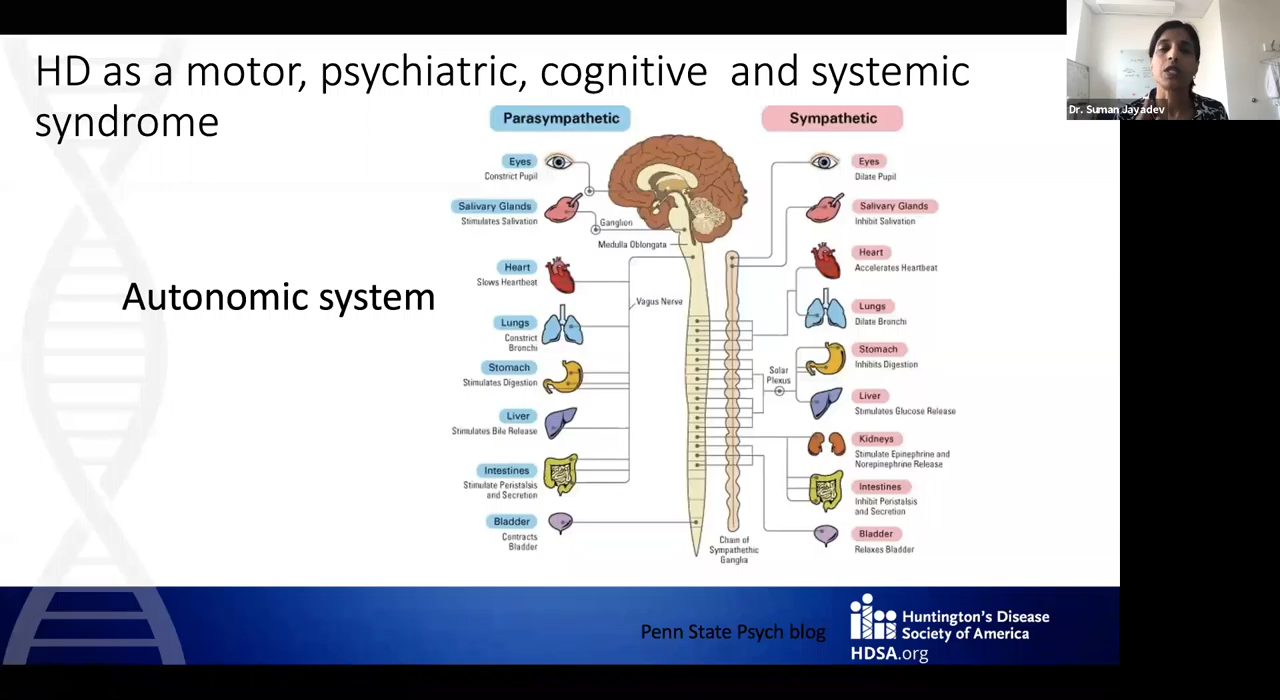 HD as a motor, psychiatric, cognitive and systemic
syndrome
Dr. Suman Jayadev
Autonomic system
Parasympathetic
Eyes
Constrict Pupil
Salivary Glands
Stimulates Salivation
Heart
Slows Heartbeat
Lungs
Constrict
Bronchi
Stomach
Stimulates Digestion
Liver
Stimulates Bile Release
Intestines
Stimulate Peristalsis
and Secretion
Bladder
Contracts
Bladder
Ganglion
Medulla Oblongata
Vagus Nerve
Solar
Plexus
Chain of
Sympathethic
Ganglia
Sympathetic
Eyes
Dilate Pupil
Salivary Glands
Inhibit Salivation
Heart
Accelerates Heartbeat
Lungs
Dilate Bronchi
Stomach
Inhibits Digestion
Liver
Stimulates Glucose Release
Kidneys
Stimulate Epinephrine and
Norepinephrine Release
Intestines
Inhibit Peristalsis
and Secretion
Bladder
Relaxes Bladder
Penn State Psych blog
Huntington's Disease
Society of America
HDSA.org